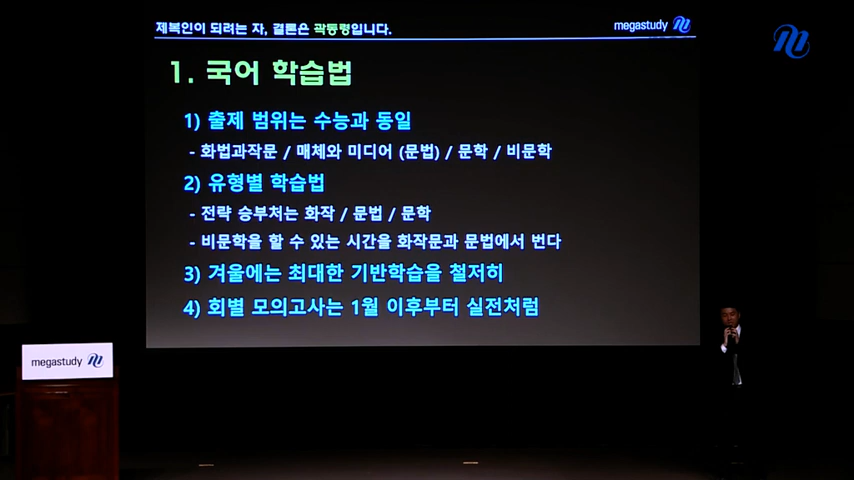 제복인이 되려는 자, 결론은 곽동령입니다.
megastudy
1. 국어 학습법
1) 출제 범위는 수능과 동일
- 화법과작문 / 매체와 미디어 (문법) / 문학 / 비문학
2) 유형별 학습법
- 전략 승부처는 화작 / 문법 / 문학
- 비문학을 할 수 있는 시간을 화작문과 문법에서 번다
3) 겨울에는 최대한 기반학습을 철저히
4) 회별 모의고사는 1월 이후부터 실전처럼
megastudy